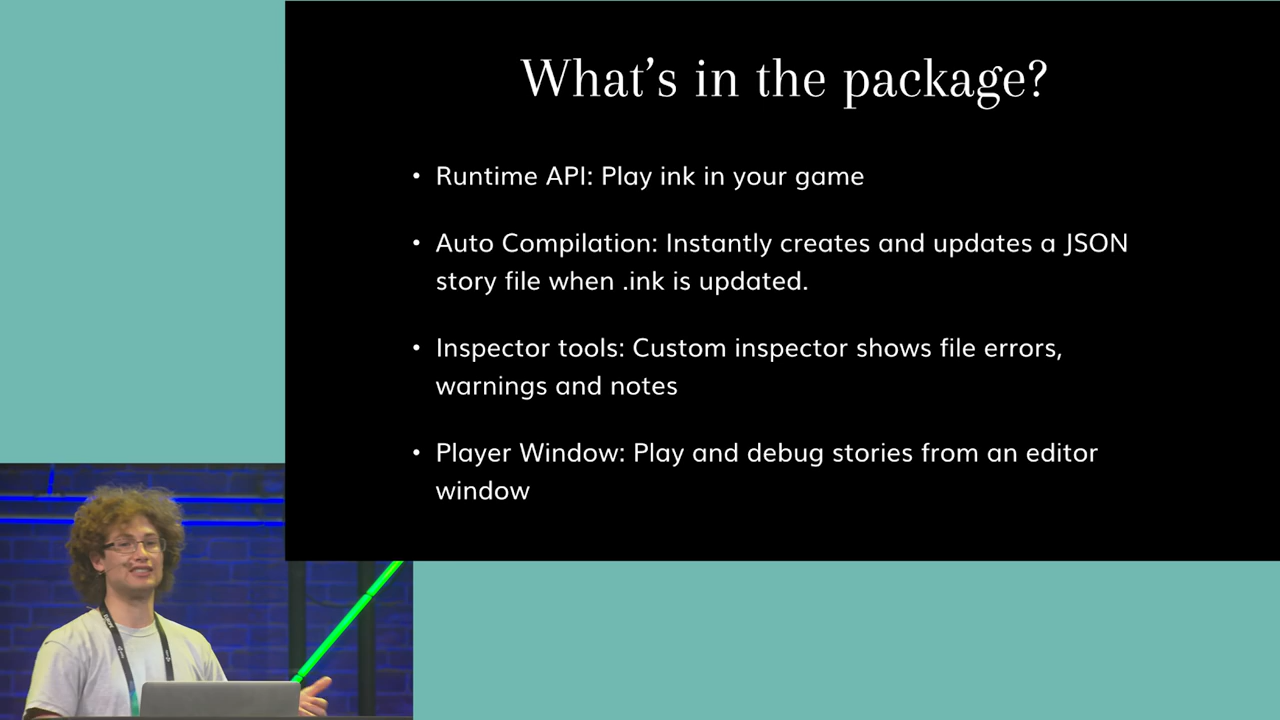 What’s in the package?
• Runtime API: Play ink in your game
• Auto Compilation: Instantly creates and updates a JSON
story file when .ink is updated.
• Inspector tools: Custom inspector shows file errors,
warnings and notes
• Player Window: Play and debug stories from an editor
window